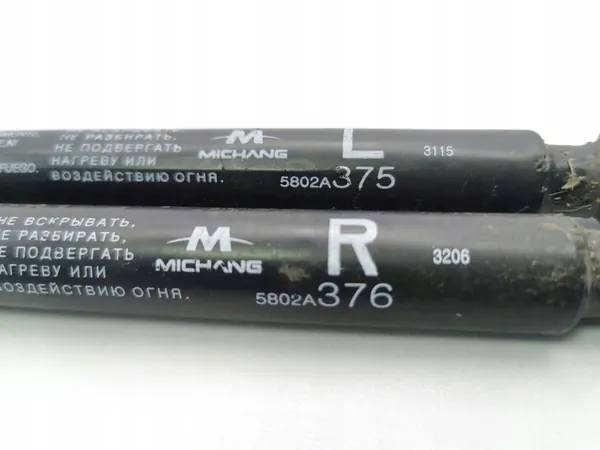 НЕ РАЗБИРАТЬ,
НЕ ПОДВЕРГАТЬ
FUEGO. НАГРЕВУ ИЛИ
ВОЗДЕЙСТВИЮ ОГНЯ.
M
MICHANG
L
5802A375
3115
НЕ ВСКРЫВАТЬ,
НЕ РАЗБИРАТЬ,
НЕ ПОДВЕРГАТЬ
НАГРЕВУ ИЛИ
ВОЗДЕЙСТВИЮ ОГНЯ.
M
MICHANG
R
5802A376
3206